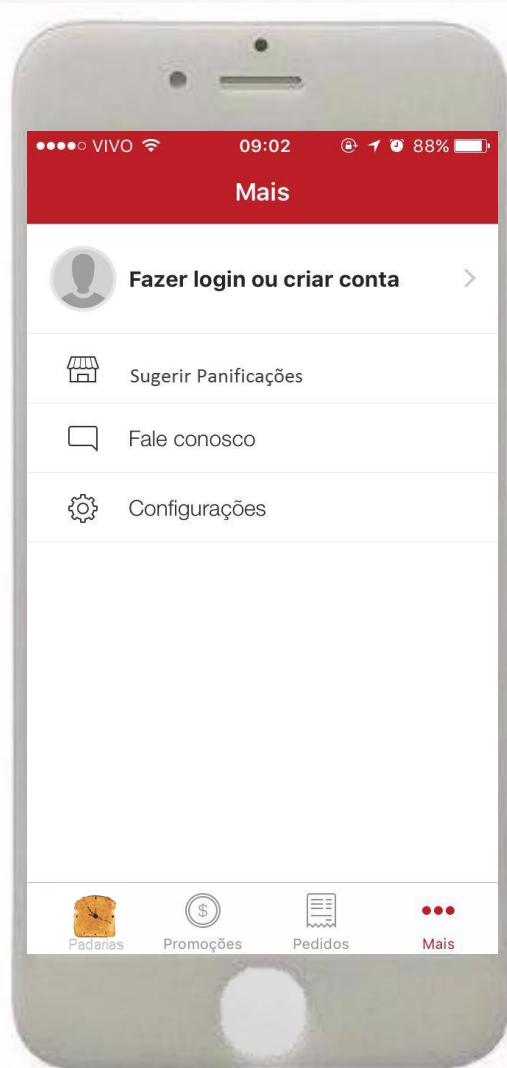 VIVO 09:02 88%
Mais
Fazer login ou criar conta
Sugerir Panificações
Fale conosco
Configurações
$
Padarias Promoções Pedidos Mais